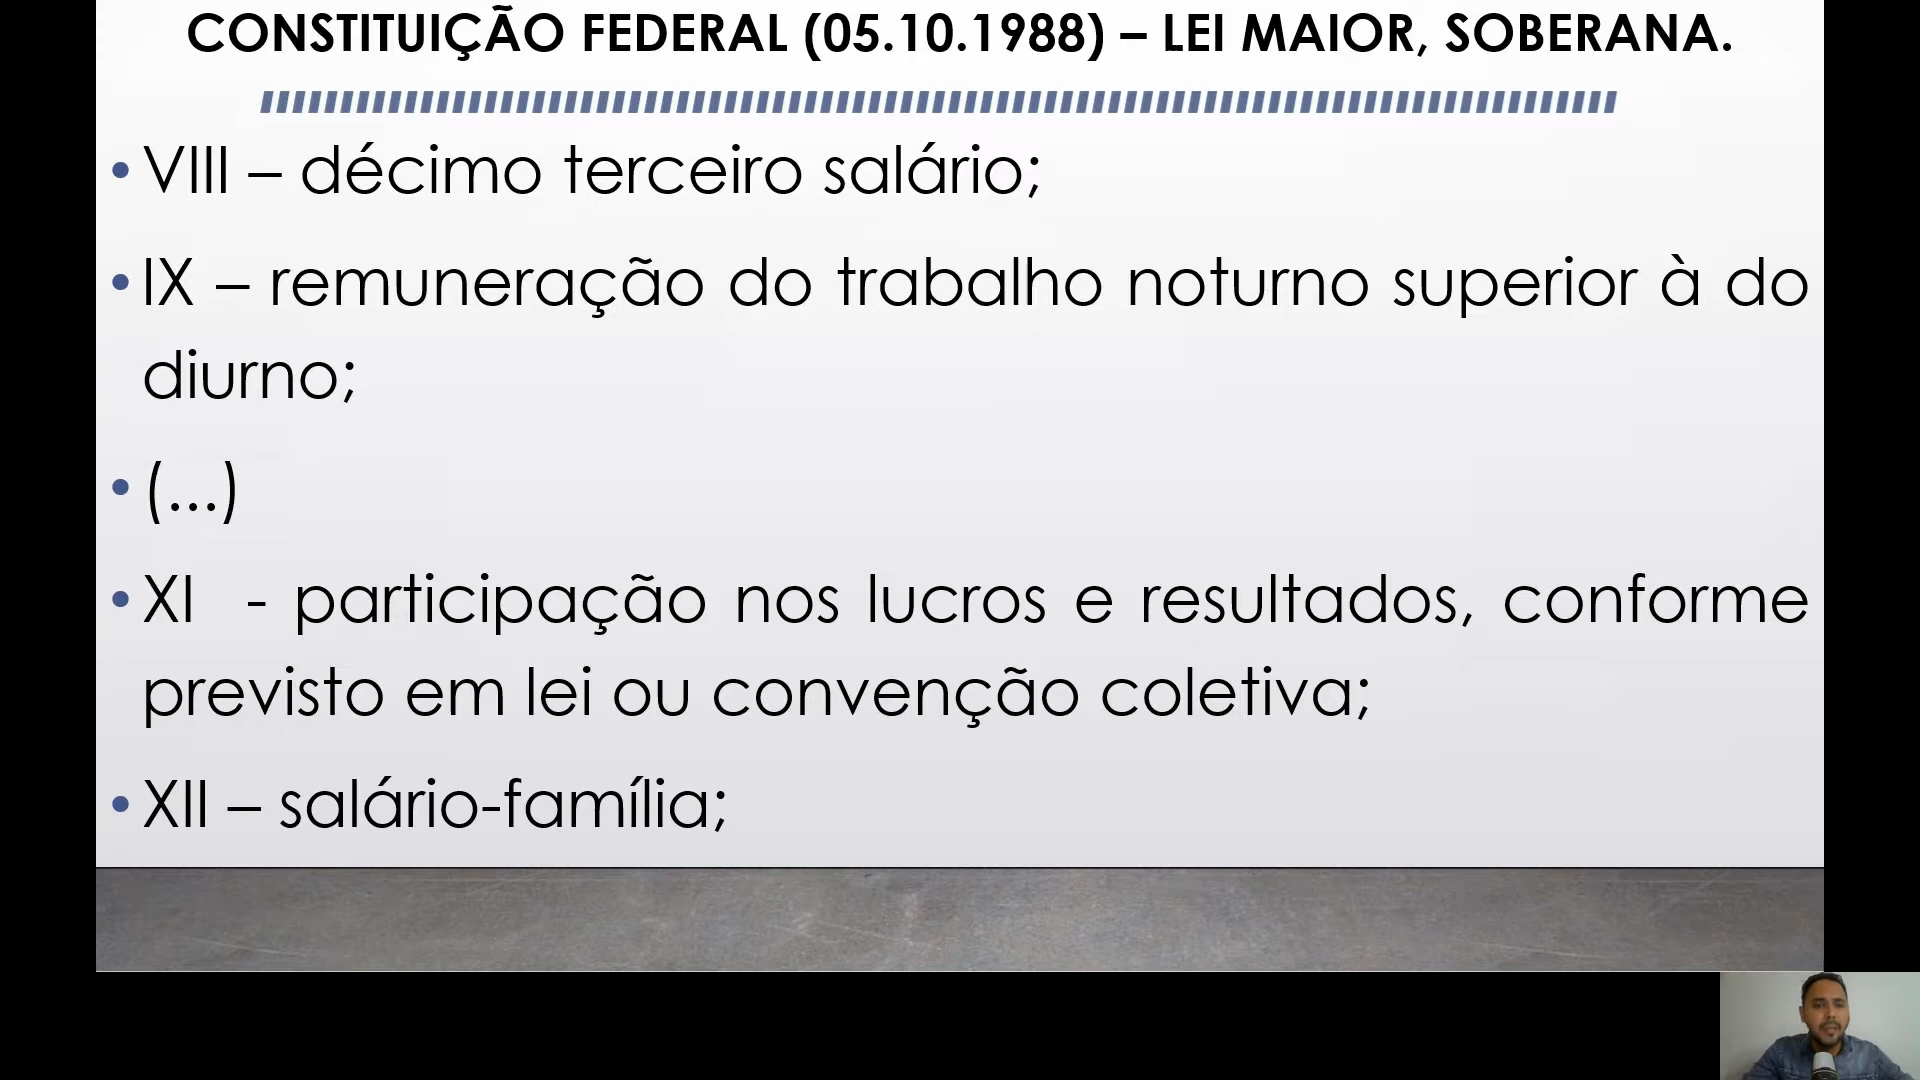 CONSTITUIÇÃO FEDERAL (05.10.1988) – LEI MAIOR, SOBERANA.
• VIII – décimo terceiro salário;
• IX – remuneração do trabalho noturno superior à do
diurno;
• (...)
• XI - participação nos lucros e resultados, conforme
previsto em lei ou convenção coletiva;
• XII – salário-família;